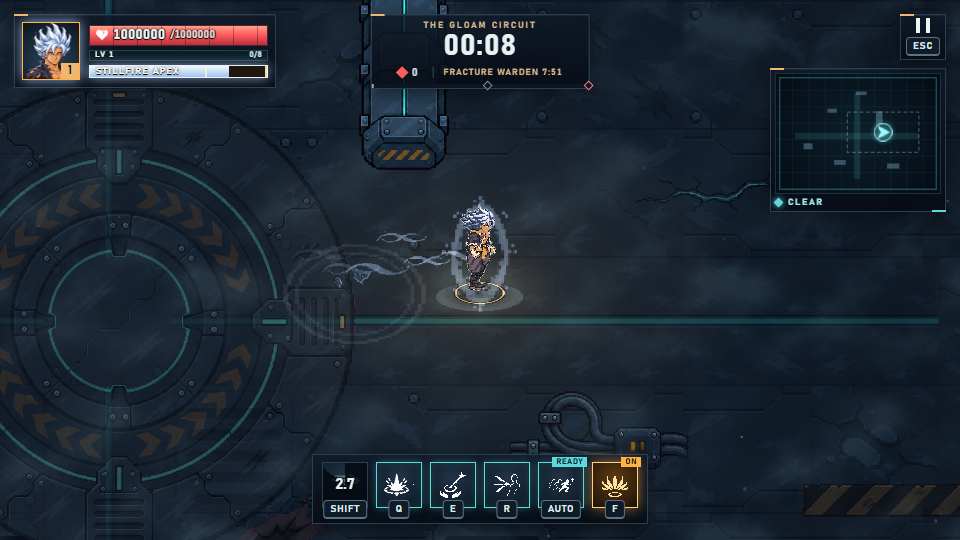 1000000 /1000000
LV 1 0/8
STILLFIRE APEX
1
THE GLOAM CIRCUIT
00:08
0 FRACTURE WARDEN 7:51
ESC
CLEAR
READY ON
2.7
SHIFT Q E R AUTO F